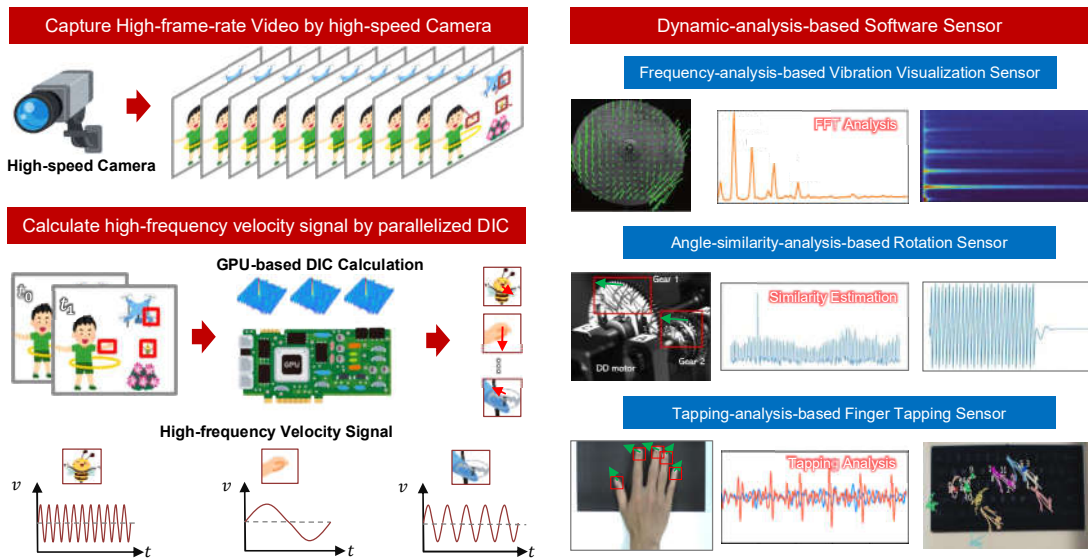 Capture High-frame-rate Video by high-speed Camera
High-speed Camera
Calculate high-frequency velocity signal by parallelized DIC
GPU-based DIC Calculation
t₀
t₁
GPU
High-frequency Velocity Signal
v
t
v
t
v
t
Dynamic-analysis-based Software Sensor
Frequency-analysis-based Vibration Visualization Sensor
FFT Analysis
Angle-similarity-analysis-based Rotation Sensor
Gear 1
Gear 2
DD motor
Similarity Estimation
Tapping-analysis-based Finger Tapping Sensor
Tapping Analysis